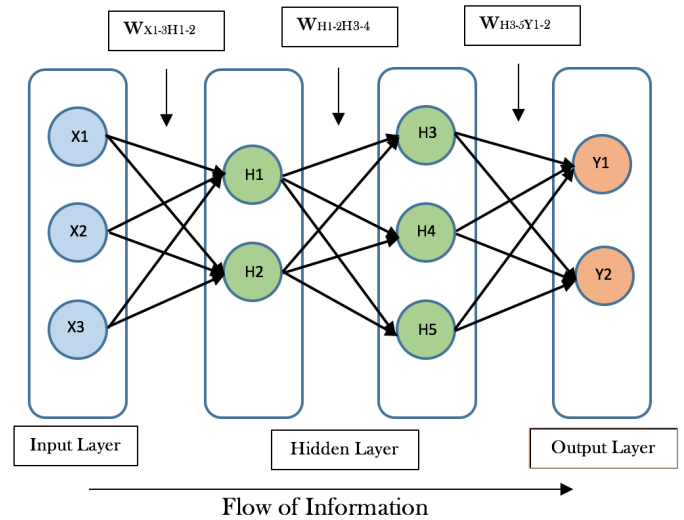 WX1-3H1-2
WH1-2H3-4
WH3-5Y1-2
X1
X2
X3
H1
H2
H3
H4
H5
Y1
Y2
Input Layer
Hidden Layer
Output Layer
Flow of Information